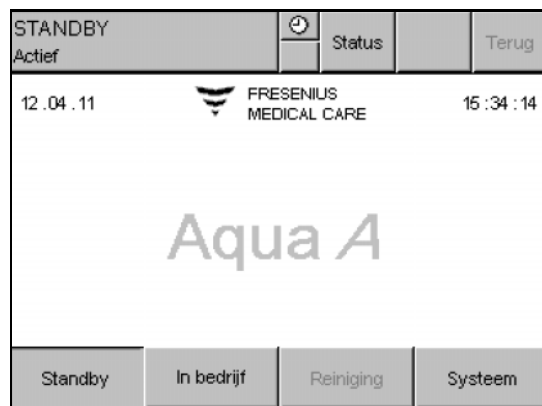 STANDBY
Actief
Status
Terug
12.04.11
FRESENIUS
MEDICAL CARE
15:34:14
Aqua A
Standby
In bedrijf
Reiniging
Systeem